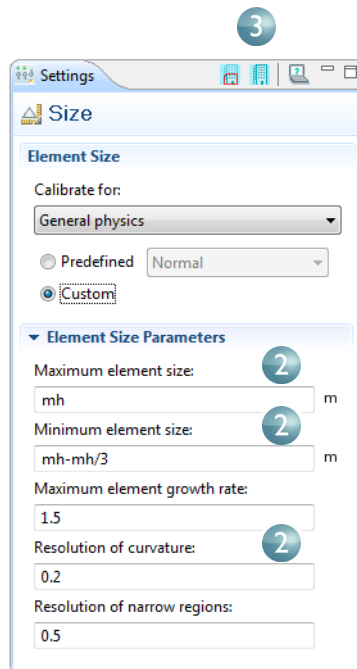 3
Settings
Size
Element Size
Calibrate for:
General physics
Predefined Normal
Custom
Element Size Parameters
Maximum element size:
2
mh m
Minimum element size:
2
mh-mh/3 m
Maximum element growth rate:
1.5
Resolution of curvature:
2
0.2
Resolution of narrow regions:
0.5